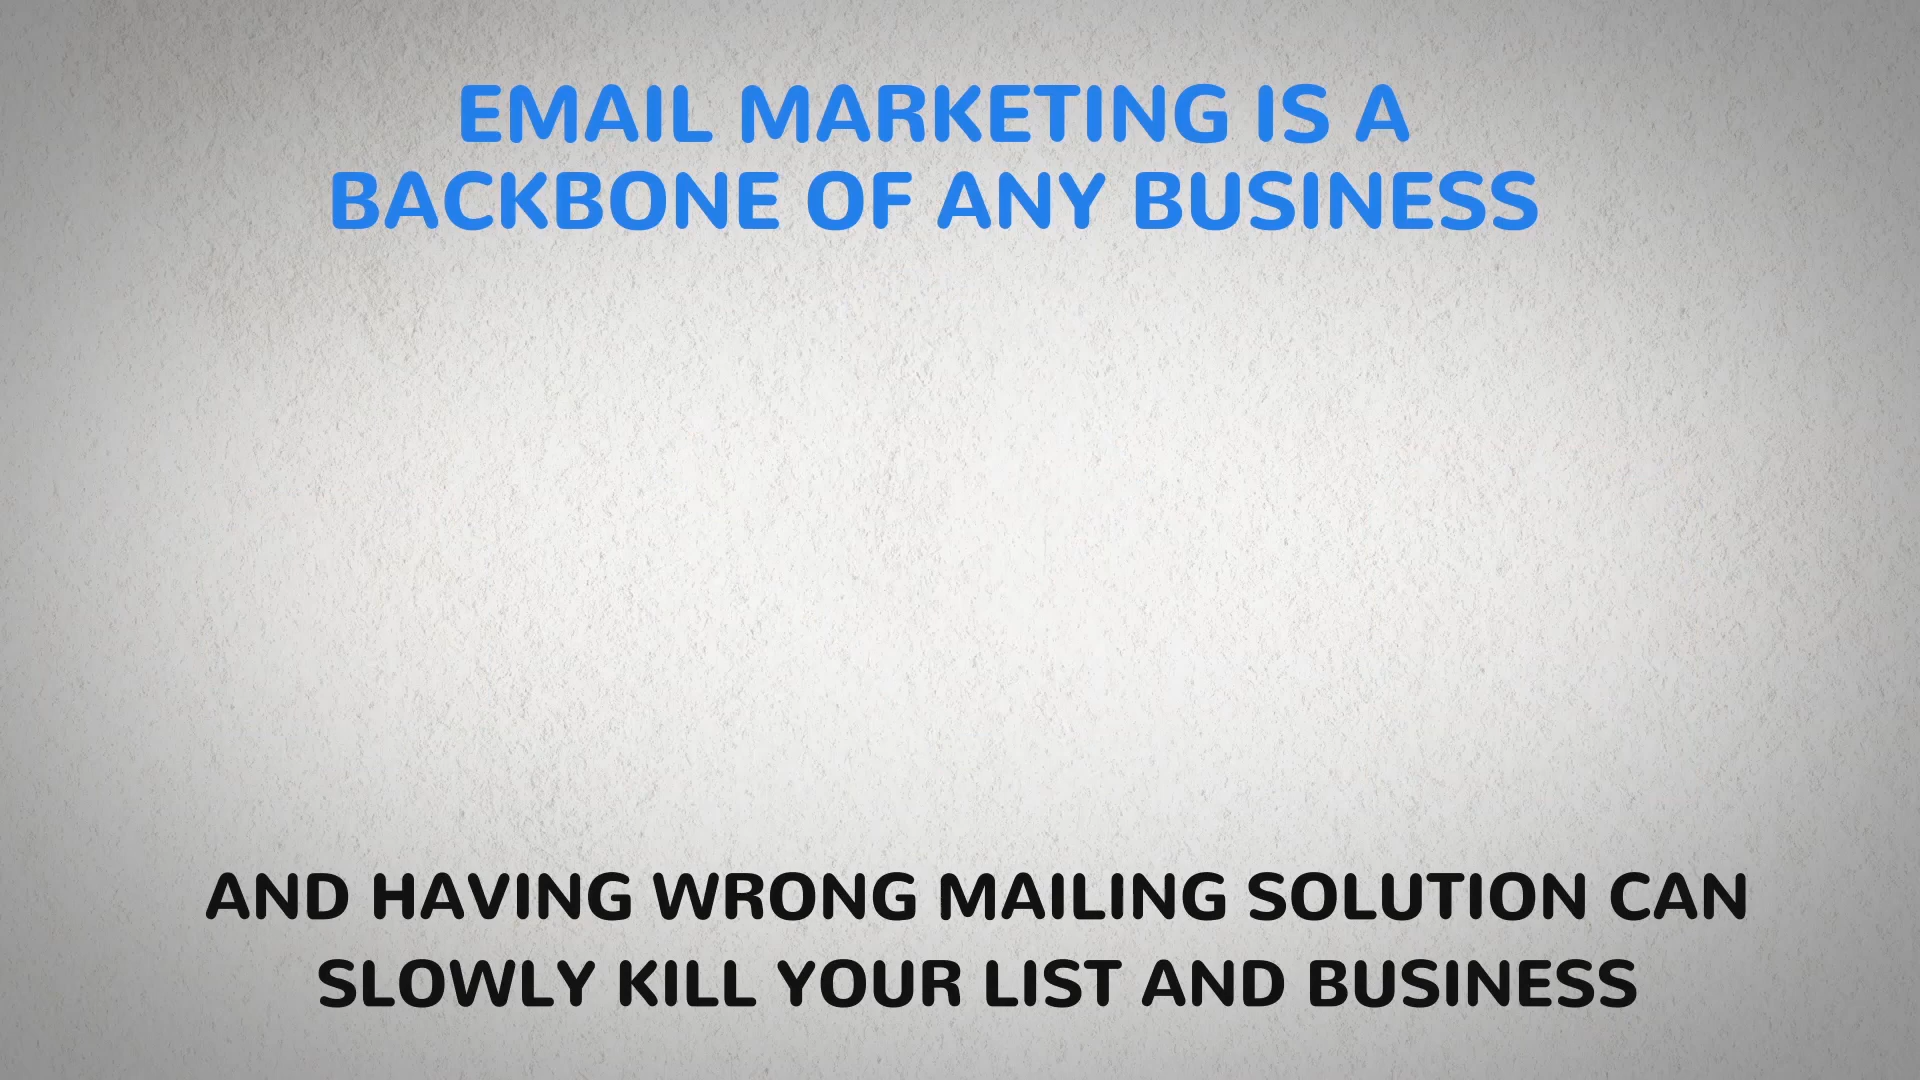 EMAIL MARKETING IS A
BACKBONE OF ANY BUSINESS
AND HAVING WRONG MAILING SOLUTION CAN
SLOWLY KILL YOUR LIST AND BUSINESS